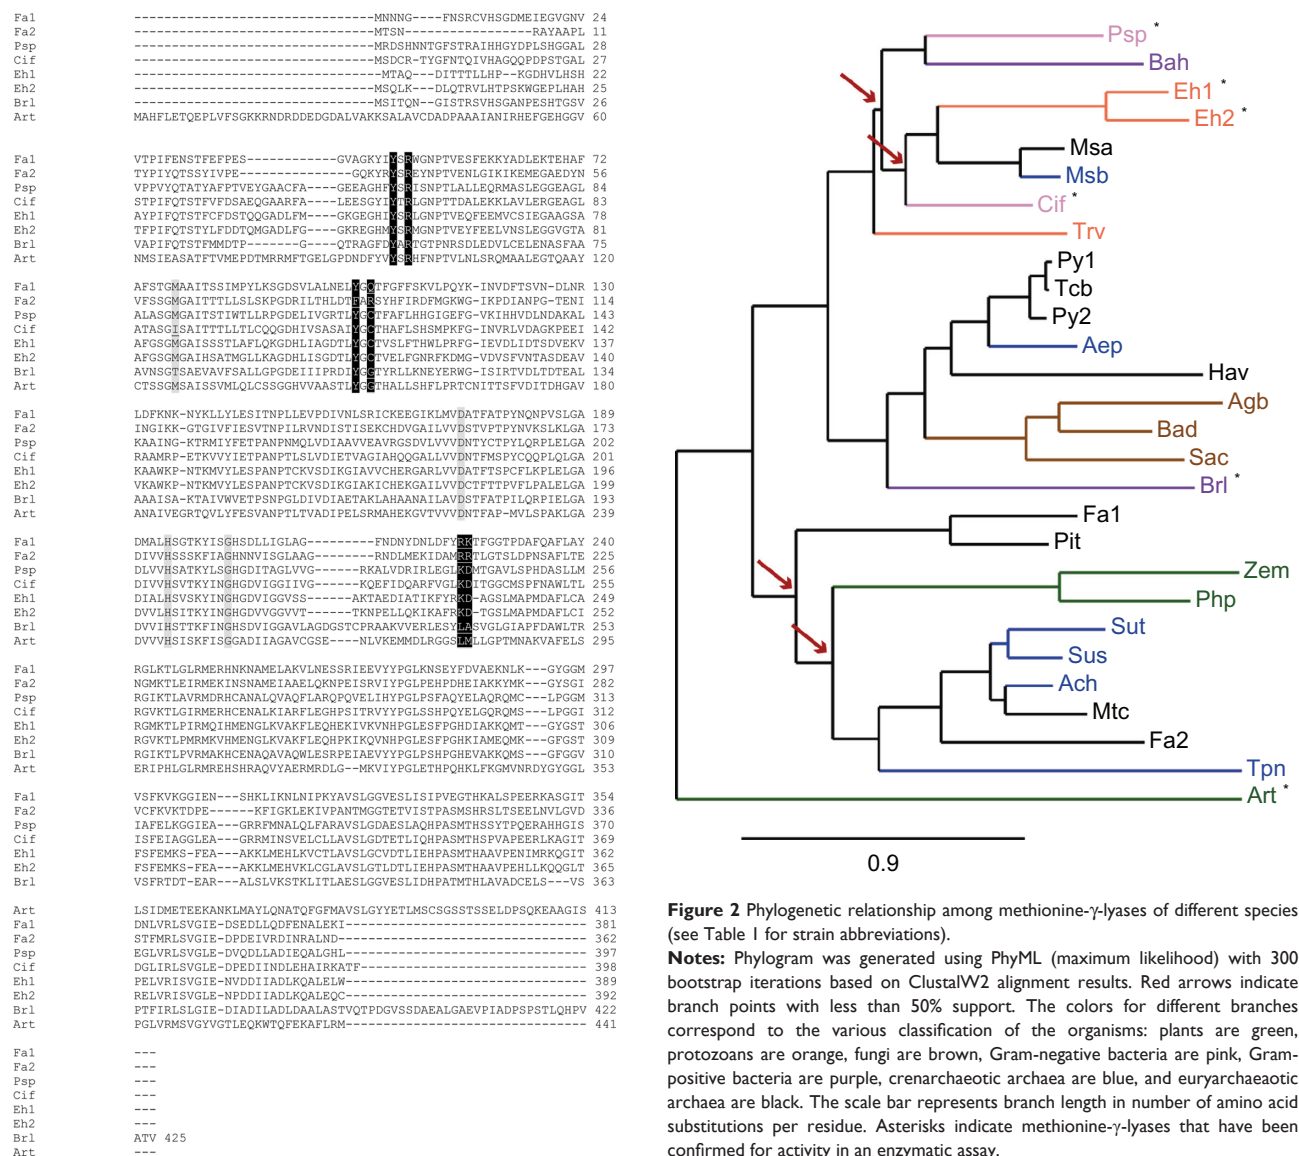 Fa1 --------------------------------MNNNG----FNSRCVHSGDMEIEGVGNV 24
Fa2 --------------------------------MTSN-----------RAYAAPL 11
Psp --------------------------------MRDSHNNTGFSTRAIHHGYDPLSHGGAL 28
Cif --------------------------------MSDCR-TYGFNTQIVHAGQQPDPSTGAL 27
Eh1 ---------------------------------MTAQ--DITTTLLHP--KGDHVLHSH 22
Eh2 --------------------------------MSQLK--DLQTRVLHTPSKWGEPLHAH 25
Brl --------------------------------MSITQN--GISTRSVHSGANPESHTGSV 26
Art MAHFLETQEPLVFSGKKRNDRDDEDGDALVAKKSALAVCDADPAAAIANIRHEFGEHGGV 60
Fa1 VTPIFENSTFEFPES------------GVAGKYIYSRWGNPTVESFEKKYADLEKTEHAF 72
Fa2 TYPIYQTSSYIVPE-------------GQKYRYSREYNPTVENLGIKIKEMEGAEDYN 56
Psp VPPVYQTATYAFPTVEYGAACFA----GEEAGHFYSRISNPTLALLEQRMASLEGGEAGL 84
Cif STPIFQTSTFVFDSAEQGAARFA----LEESGYIYTRLGNPTTDALEKKLAVLERGEAGL 83
Eh1 AYPIFQTSTFCFDSTQQGADLFM----GKGEGHIYSRLGNPTVEQFEEMVCSIEGAAGSA 78
Eh2 TFPIFQTSTYLFDDTQMGADLFG----GKREGHMYSRMGNPTVEYFEELVNSLEGGVGTA 81
Brl VAPIFQTSTFMMDTP-------G----QTRAGFDYARTGTPNRSDLEDVLCELENASFAA 75
Art NMSIEASATFTVMEPDTMRRMFTGELGPDNDFYVYSRHFNPTVLNLSRQMAALEGTQAAY 120
Fa1 AFSTGMAAITSSIMPYLKSGDSVLALNELYGQTFGFFSKVLPQYK-INVDFTSVN-DLNR 130
Fa2 VFSSGMGAITTTLLSLSKPGDRILTHLDTFARSYHFIRDFMGKWG-IKPDIANPG-TENI 114
Psp ALASGMGAITSTIWTLLRPGDELIVGRTLYGCTFAFLHHGIGEFG-VKIHHVDLNDAKAL 143
Cif ATASGISAITTTLLTLCQQGDHIVSASAIYGCTHAFLSHSMPKFG-INVRLVDAGKPEEI 142
Eh1 AFGSGMGAISSSTLAFLQKGDHLIAGDTLYGCTVSLFTHWLPRFG-IEVDLIDTSDVEKV 137
Eh2 AFGSGMGAIHSATMGLLKAGDHLISGDTLYGCTVELFGNRFKDMG-VDVSFVNTASDEAV 140
Brl AVNSGTSAEVAVFSALLGPGDEIIIPRDIYGGTYRLLKNEYERWG-ISIRTVDLTDTEAL 134
Art CTSSGMSAISSVMLQLCSSGGHVVAASTLYGGTHALLSHFLPRTCNITTSFVDITDHGAV 180
Fa1 LDFKNK-NYKLLYLESITNPLLEVPDIVNLSRICKEEGIKLMVDATFATPYNQNPVSLGA 189
Fa2 INGIKK-GTGIVFIESVTNPILRVNDISTISEKCHDVGAILVVDSTVPTPYNVKSLKLGA 173
Psp KAAING-KTRMIYFETPANPNMQLVDIAAVVEAVRGSDVLVVVDNTYCTPYLQRPLELGA 202
Cif RAAMRP-ETKVVYIETPANPTLSLVDIETVAGIAHQQGALLVVDNTFMSPYCQQPLQLGA 201
Eh1 KAAWKP-NTKMVYLESPANPTCKVSDIKGIAVVCHERGARLVVDATFTSPCFLKPLELGA 196
Eh2 VKAWKP-NTKMVYLESPANPTCKVSDIKGIAKICHEKGAILVVDCTFTTPVFLPALELGA 199
Brl AAAISA-KTAIVWVETPSNPGLDIVDIAETAKLAHAANAILAVDSTFATPILQRPIELGA 193
Art ANAIVEGRTQVLYFESVANPTLTVADIPELSRMAHEKGVTVVVDNTFAP-MVLSPAKLGA 239
Fa1 DMALHSGTKYISGHSDLLIGLAG-------FNDNYDNLDFYRKTFGGTPDAFQAFLAY 240
Fa2 DIVVHSSSKFIAGHNNVISGLAAG------RNDLMEKIDAMRRTLGTSLDPNSAFLTE 225
Psp DLVVHSATKYLSGHGDITAGLVVG------RKALVDRIRLEGLKDMTGAVLSPHDASLLM 256
Cif DIVVHSVTKYINGHGDVIGGIIVG------KQEFIDQARFVGLKDITGGCMSPFNAWLTL 255
Eh1 DIALHSVSKYINGHGDVIGGVSS-------AKTAEDIATIKFYRKDAGSLMAPMDAFLCA 249
Eh2 DVVLHSITKYINGHGDVVGGVVT-------TKNPELLQKIKAFRKD-TGSLMAPMDAFLCI 252
Brl DVVIHSTTKFINGHGDVIGGAVLAGDGSTCPRAAKVVERLESYLASVGLGIAPFDAWLTR 253
Art DVVVHSISKFISGGADIIAGAVCGSE----NLVKEMMDLRGGSLMLLGPTMNAKVAFELS 295
Fa1 RGLKTLGLRMERHNKNAMELAKVLNESSRIEEVYYPGLKNSEYFDVAEKNLK---GYGGM 297
Fa2 NGMKTLEIRMEKINSNAMEIAAELQKNPEISRVIYPGLPEHPDHEIAKKYMK---GYSGI 282
Psp RGIKTLAVRMDRHCANALQVAQFLARQPQVELIHYPGLPSFAQYELAQRQMC---LPGGM 313
Cif RGVKTLGIRMERHCENALKIARFLEGHPSITRVYYPGLSSHPQYELGQRQMS---LPGGI 312
Eh1 RGMKTLPIRMQIHMENGLKVAKFLEQHEKIVKVNHPGLESFPGHDIAKKQMT---GYGST 306
Eh2 RGVKTLPMRMKVHMENGLKVAKFLEQHPKIKQVNHPGLESFPGHKIAMEQMK---GFGST 309
Brl RGIKTLPVRMAKHCENAQAVAQWLESRPEIAEVYYPGLPSHPGHEVAKKQMS---GFGGV 310
Art ERIPHLGLRMREHSHRAQVYAERMRDLG--MKVIYPGLETHPQHKLFKGMVNRDYGYGGL 353
Fa1 VSFKVKGGIEN---SHKLIKNLNIPKYAVSLGGVESLISIPVEGTHKALSPEERKASGIT 354
Fa2 VCFKVKTDPE----KFIKNLEKIVPANTMGGTETVISTPASMSHRSLTSEELNVLGVD 336
Psp IAFELKGGIEA---GRRFMNALQLFARAVSLGDAESLAQHPASMTHSSYTPQERAHHGIS 370
Cif ISFEIAGGLEA---GRRMINSVELCLLAVSLGDTETLIQHPASMTHSPVAPEERLKAGIT 369
Eh1 FSFEMKS-FEA---AKKLMEHLKVCTLAVSLGCVDTLIEHPASMTHAAVPENIMRKQGIT 362
Eh2 FSFEMKS-FEA---AKKLMEHVKLCLAVSLGTLDTLIEHPASMTHAAVPEHLLKQQGLT 365
Brl VSFRTDT-EAR---ALSLVKSTKLITLAESLGGVESLIDHPATMTHLAVADCELS---VS 363
Art LSIDMETEEKANKLMAYLQNATQFGFMAVSLGYYETLMSCSGSSTSSELDPSQKEAAGIS 413
Fa1 DNLVRLSVGIE-DSEDLLQDFENALEKI-------------------------------- 381
Fa2 STFMRLSVGIE-DPDEIVRDINRALND--------------------------------- 362
Psp EGLVRLSVGLE-DVQDLLADIEQALGHL-------------------------------- 397
Cif DGLIRLSVGLE-DPEDIINDLEHAIRKATF------------------------------ 398
Eh1 PELVRISVGIE-NVDDIIADLKQALELW-------------------------------- 389
Eh2 RELVRISVGLE-NPDDIIADLKQALEQC-------------------------------- 392
Brl PTFIRLSLGIE-DIADILADLDAALASTVQTPDGVSSDAEALGAEVPIADPSPSTLQHPV 422
Art PGLVRMSVGYVGTLEQKWTQFEKAFLRM-------------------------------- 441
Fa1 ---
Fa2 ---
Psp ---
Cif ---
Eh1 ---
Eh2 ---
Brl ATV 425
Art ---
Psp *
Bah
Eh1 *
Eh2 *
Msa
Msb
Cif *
Trv
Py1
Tcb
Py2
Aep
Hav
Agb
Bad
Sac
Brl *
Fa1
Pit
Zem
Php
Sut
Sus
Ach
Mtc
Fa2
Tpn
Art *
0.9
Figure 2 Phylogenetic relationship among methionine-γ-lyases of different species
(see Table 1 for strain abbreviations).
Notes: Phylogram was generated using PhyML (maximum likelihood) with 300
bootstrap iterations based on ClustalW2 alignment results. Red arrows indicate
branch points with less than 50% support. The colors for different branches
correspond to the various classification of the organisms: plants are green,
protozoans are orange, fungi are brown, Gram-negative bacteria are pink, Gram-
positive bacteria are purple, crenarchaeotic archaea are blue, and euryarchaeaotic
archaea are black. The scale bar represents branch length in number of amino acid
substitutions per residue. Asterisks indicate methionine-γ-lyases that have been
confirmed for activity in an enzymatic assay.